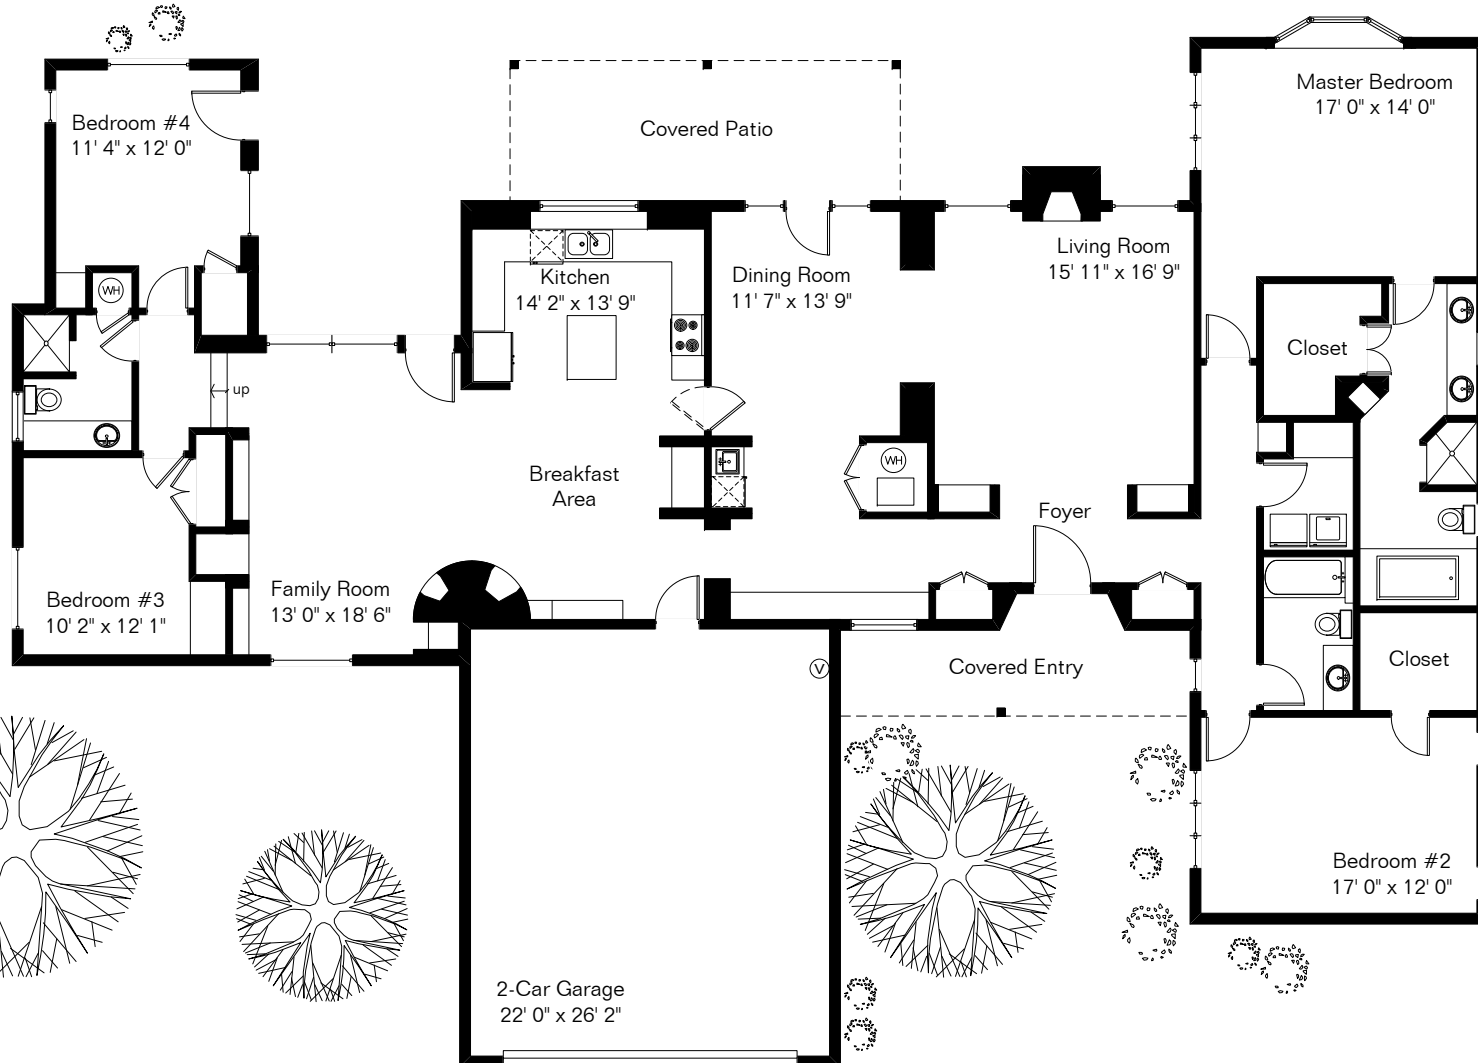 Master Bedroom
17' 0" x 14' 0"
Bedroom #4
11' 4" x 12' 0"
Covered Patio
Living Room
15' 11" x 16' 9"
Kitchen
14' 2" x 13' 9"
Dining Room
11' 7" x 13' 9"
WH
Closet
up
Breakfast
Area
WH
Foyer
Bedroom #3
10' 2" x 12' 1"
Family Room
13' 0" x 18' 6"
V
Covered Entry
Closet
Bedroom #2
17' 0" x 12' 0"
2-Car Garage
22' 0" x 26' 2"